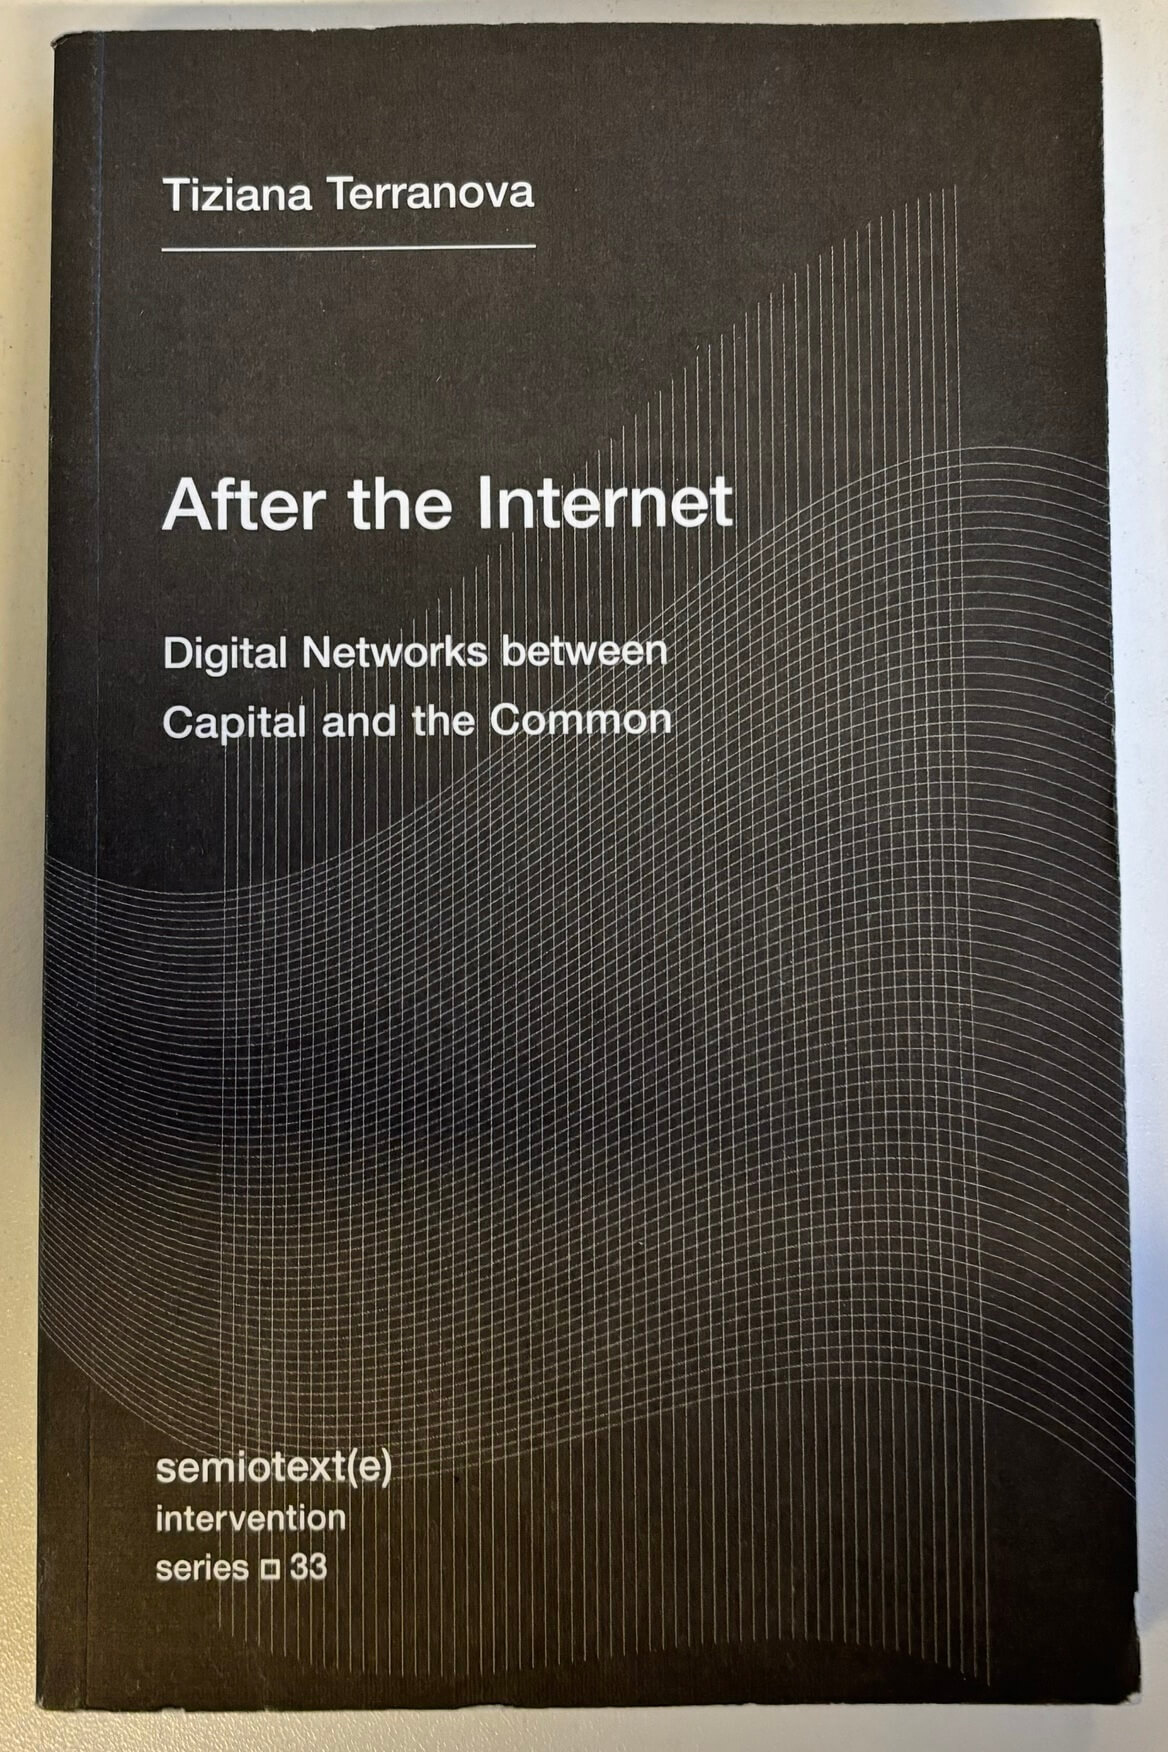 Tiziana Terranova
After the Internet
Digital Networks between
Capital and the Common
semiotext(e)
intervention
series □ 33